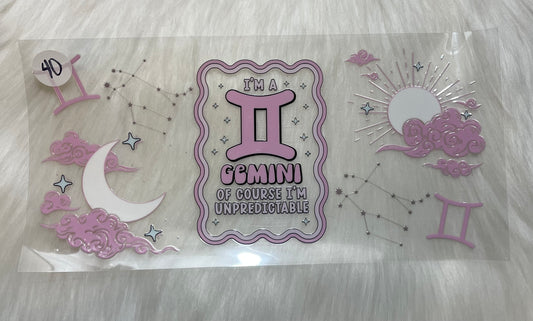 40
I'M A
GEMINI
OF COURSE I'M
UNPREDICTABLE